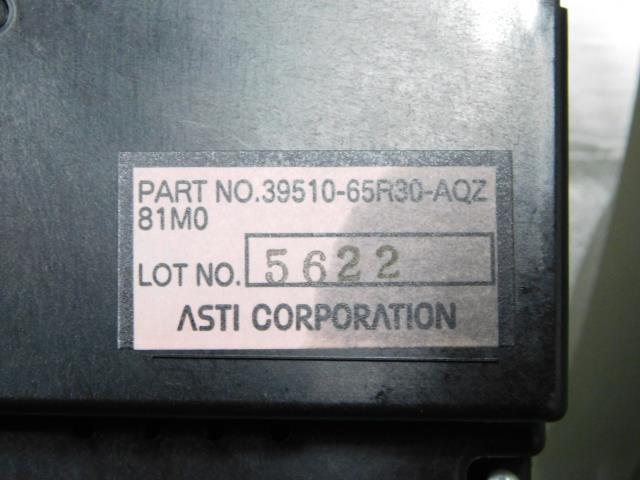 PART NO.39510-65R30-AQZ
81M0
LOT NO. 5622
ASTI CORPORATION